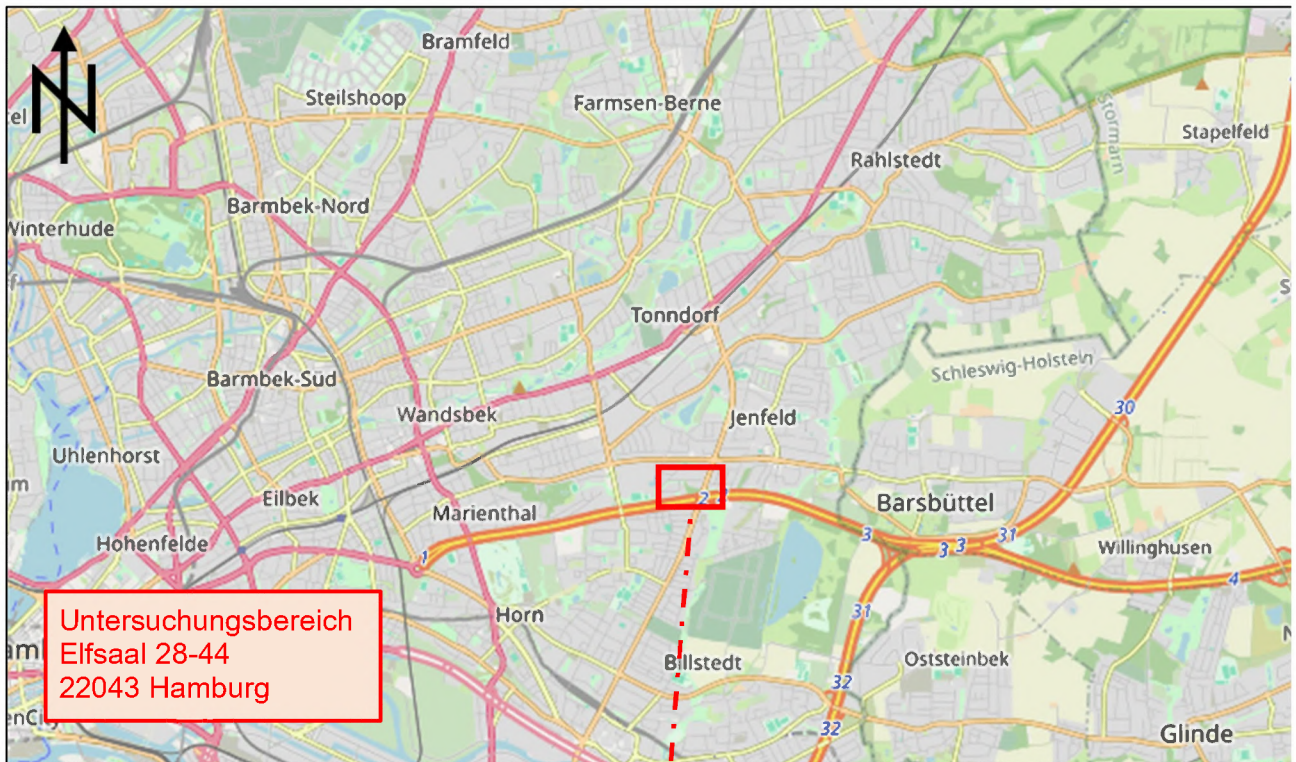 Bramfeld
N
Steilshoop
Farmsen-Berne
Stormarn
Stapelfeld
Rahlstedt
Barmbek-Nord
Winterhude
Tonndorf
Schleswig-Holstein
Barmbek-Süd
30
Wandsbek
Jenfeld
Uhlenhorst
Eilbek
2
Marienthal
Barsbüttel
3
3
3
31
Hohenfelde
1
Willinghusen
4
31
Horn
Untersuchungsbereich
Elfsaal 28-44
22043 Hamburg
Billstedt
Oststeinbek
32
32
Glinde